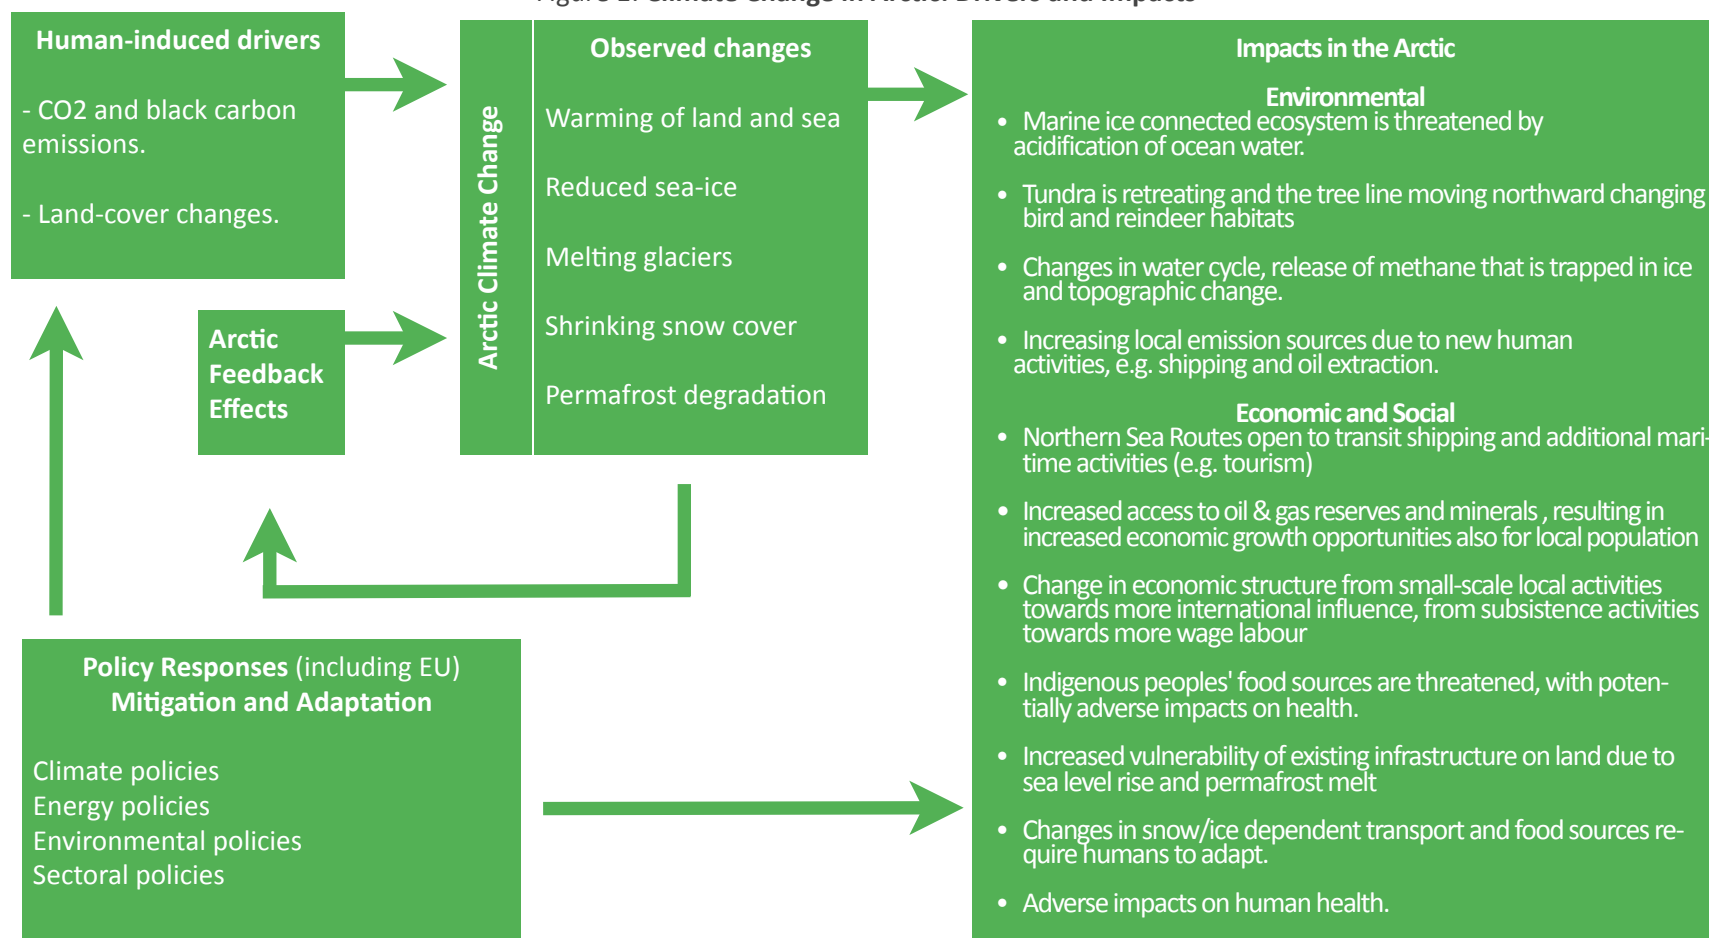 Climate Change in Arctic: Drivers and Impacts
Human-induced drivers
- CO2 and black carbon
emissions.
- Land-cover changes.
Arctic
Feedback
Effects
Arctic Climate Change
Observed changes
Warming of land and sea
Reduced sea-ice
Melting glaciers
Shrinking snow cover
Permafrost degradation
Policy Responses (including EU)
Mitigation and Adaptation
Climate policies
Energy policies
Environmental policies
Sectoral policies
Impacts in the Arctic
Environmental
• Marine ice connected ecosystem is threatened by
acidification of ocean water.
• Tundra is retreating and the tree line moving northward changing
bird and reindeer habitats
• Changes in water cycle, release of methane that is trapped in ice
and topographic change.
• Increasing local emission sources due to new human
activities, e.g. shipping and oil extraction.
Economic and Social
• Northern Sea Routes open to transit shipping and additional mari-
time activities (e.g. tourism)
• Increased access to oil & gas reserves and minerals , resulting in
increased economic growth opportunities also for local population
• Change in economic structure from small-scale local activities
towards more international influence, from subsistence activities
towards more wage labour
• Indigenous peoples' food sources are threatened, with poten-
tially adverse impacts on health.
• Increased vulnerability of existing infrastructure on land due to
sea level rise and permafrost melt
• Changes in snow/ice dependent transport and food sources re-
quire humans to adapt.
• Adverse impacts on human health.